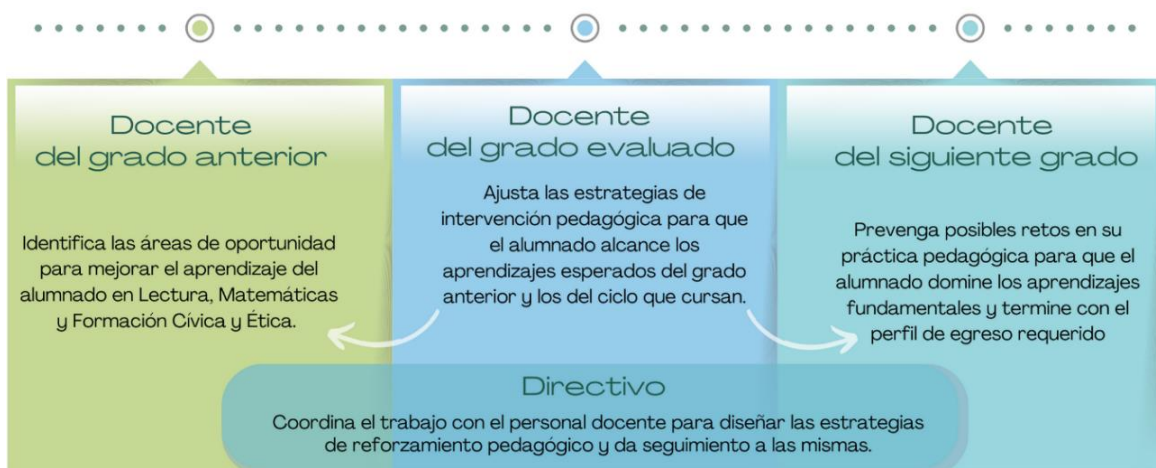 Docente
del grado anterior
Identifica las áreas de oportunidad
para mejorar el aprendizaje del
alumnado en Lectura, Matemáticas
y Formación Cívica y Ética.
Docente
del grado evaluado
Ajusta las estrategias de
intervención pedagógica para que
el alumnado alcance los
aprendizajes esperados del grado
anterior y los del ciclo que cursan.
Docente
del siguiente grado
Prevenga posibles retos en su
práctica pedagógica para que
el alumnado domine los aprendizajes
fundamentales y termine con el
perfil de egreso requerido
Directivo
Coordina el trabajo con el personal docente para diseñar las estrategias
de reforzamiento pedagógico y da seguimiento a las mismas.